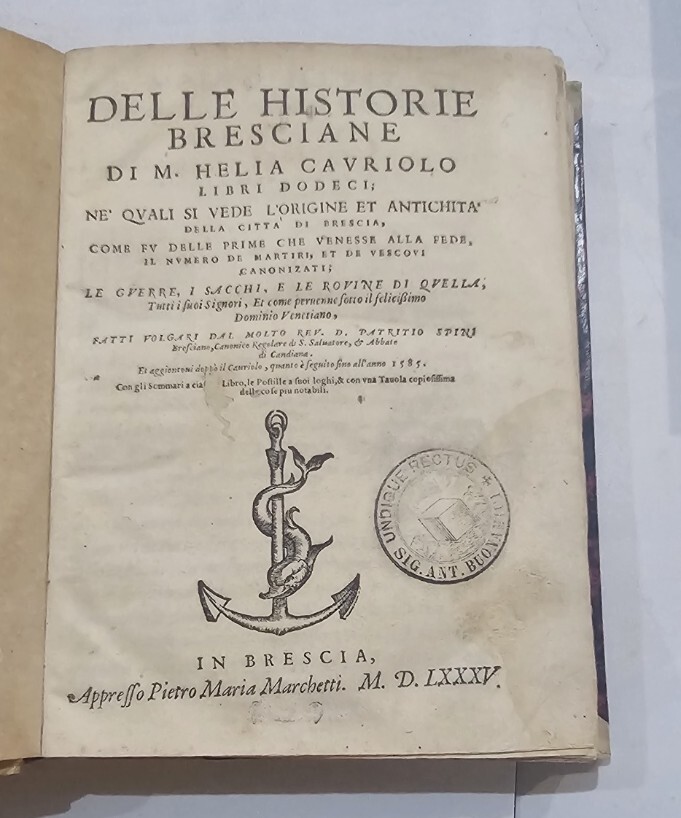 DELLE HISTORIE
BRESCIANE
DI M. HELIA CAVRIOLO
LIBRI DODECI;
NE' QVALI SI VEDE L'ORIGINE ET ANTICHITA'
DELLA CITTA' DI BRESCIA,
COME FV DELLE PRIME CHE VENESSE ALLA FEDE,
IL NVMERO DE MARTIRI, ET DE VESCOVI
CANONIZATI;
LE GVERRE, I SACCHI, E LE ROVINE DI QVELLA;
Tutti i suoi Signori, Et come peruenne sotto il felicissimo
Dominio Venetiano,
FATTI VOLGARI DAL MOLTO REV. D. PATRITIO SPINI
Bresciano, Canonico Regolare di S. Saluatore, & Abbate
di Candiana.
Et aggiontoui doppò il Cauriolo, quanto è seguito fino all'anno 1585.
Con gli Sommari a cias Libro, le Postille a suoi loghi, & con vna Tauola copiosissima
delle cose piu notabili.
UNDIQUE RECTUS
SIG. ANT. BUON
IN BRESCIA,
Appresso Pietro Maria Marchetti. M. D. LXXXV.